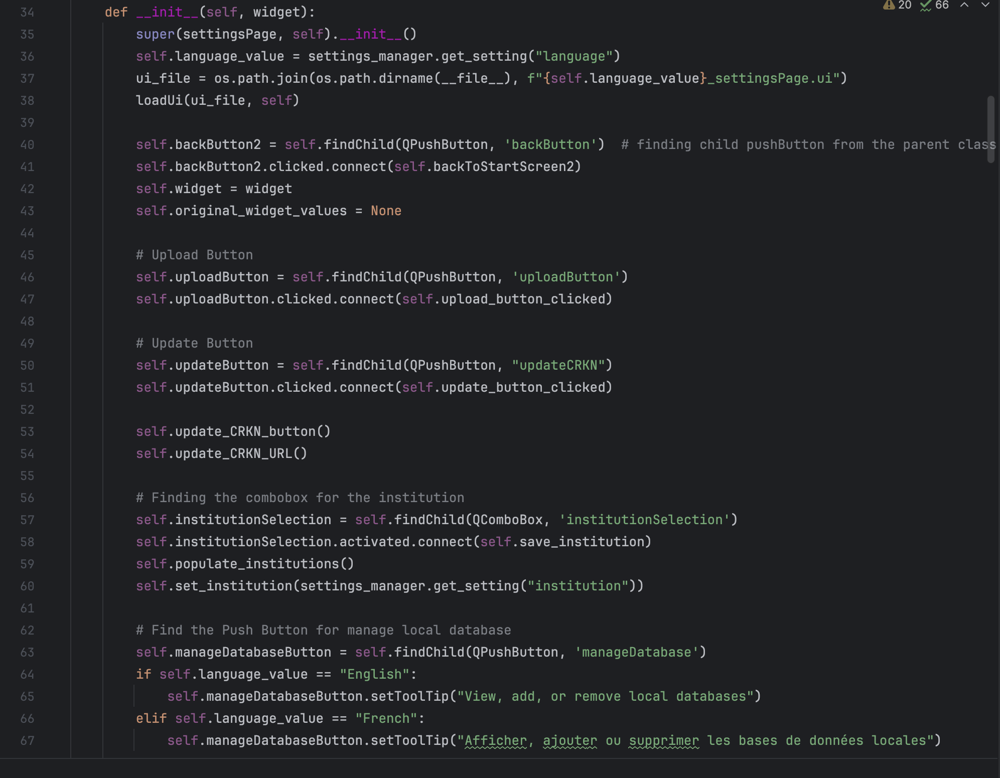 20 66
34 def __init__(self, widget):
35 super(settingsPage, self).__init__()
36 self.language_value = settings_manager.get_setting("language")
37 ui_file = os.path.join(os.path.dirname(__file__), f"{self.language_value}_settingsPage.ui")
38 loadUi(ui_file, self)
39
40 self.backButton2 = self.findChild(QPushButton, 'backButton')  # finding child pushButton from the parent class
41 self.backButton2.clicked.connect(self.backToStartScreen2)
42 self.widget = widget
43 self.original_widget_values = None
44
45 # Upload Button
46 self.uploadButton = self.findChild(QPushButton, 'uploadButton')
47 self.uploadButton.clicked.connect(self.upload_button_clicked)
48
49 # Update Button
50 self.updateButton = self.findChild(QPushButton, "updateCRKN")
51 self.updateButton.clicked.connect(self.update_button_clicked)
52
53 self.update_CRKN_button()
54 self.update_CRKN_URL()
55
56 # Finding the combobox for the institution
57 self.institutionSelection = self.findChild(QComboBox, 'institutionSelection')
58 self.institutionSelection.activated.connect(self.save_institution)
59 self.populate_institutions()
60 self.set_institution(settings_manager.get_setting("institution"))
61
62 # Find the Push Button for manage local database
63 self.manageDatabaseButton = self.findChild(QPushButton, 'manageDatabase')
64 if self.language_value == "English":
65 self.manageDatabaseButton.setToolTip("View, add, or remove local databases")
66 elif self.language_value == "French":
67 self.manageDatabaseButton.setToolTip("Afficher, ajouter ou supprimer les bases de données locales")